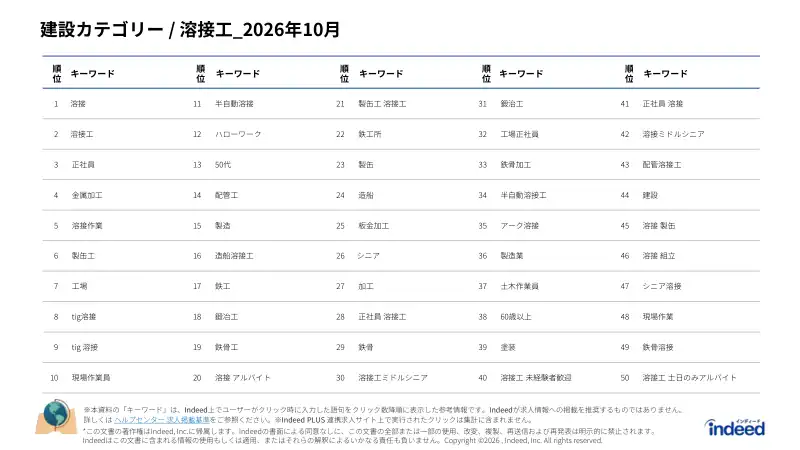 建設カテゴリー / 溶接工_2026年10月
順位 キーワード 順位 キーワード 順位 キーワード 順位 キーワード 順位 キーワード
1 溶接 11 半自動溶接 21 製缶工 溶接工 31 鍛治工 41 正社員 溶接
2 溶接工 12 ハローワーク 22 鉄工所 32 工場正社員 42 溶接ミドルシニア
3 正社員 13 50代 23 製缶 33 鉄骨加工 43 配管溶接工
4 金属加工 14 配管工 24 造船 34 半自動溶接工 44 建設
5 溶接作業 15 製造 25 板金加工 35 アーク溶接 45 溶接 製缶
6 製缶工 16 造船溶接工 26 シニア 36 製造業 46 溶接 組立
7 工場 17 鉄工 27 加工 37 土木作業員 47 シニア溶接
8 tig溶接 18 鍛冶工 28 正社員 溶接工 38 60歳以上 48 現場作業
9 tig 溶接 19 鉄骨工 29 鉄骨 39 塗装 49 鉄骨溶接
10 現場作業員 20 溶接 アルバイト 30 溶接工ミドルシニア 40 溶接工 未経験者歓迎 50 溶接工 土日のみアルバイト
※本資料の「キーワード」は、Indeed上でユーザーがクリック時に入力した語句をクリック数降順に表示した参考情報です。Indeedが求人情報への掲載を推奨するものではありません。
詳しくは ヘルプセンター 求人掲載基準をご参照ください。※Indeed PLUS 連携求人サイト上で実行されたクリックは集計に含まれません。
*この文書の著作権はIndeed, Inc.に帰属します。Indeedの書面による同意なしに、この文書の全部または一部の使用、改変、複製、再送信および再発表は明示的に禁止されます。
Indeedはこの文書に含まれる情報の使用もしくは適用、またはそれらの解釈によるいかなる責任も負いません。Copyright ©2026 , Indeed, Inc. All rights reserved.
インディード
indeed